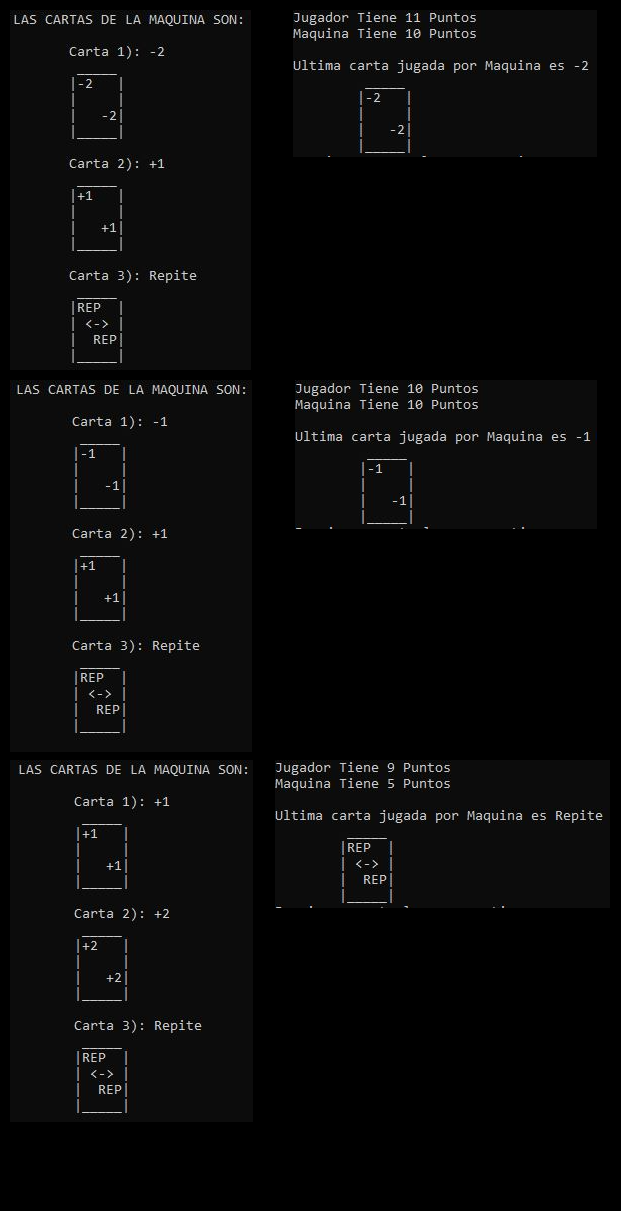 LAS CARTAS DE LA MAQUINA SON:
Carta 1): -2
-2
-2
Carta 2): +1
+1
+1
Carta 3): Repite
REP
<->
REP
Jugador Tiene 11 Puntos
Maquina Tiene 10 Puntos
Ultima carta jugada por Maquina es -2
-2
-2
LAS CARTAS DE LA MAQUINA SON:
Carta 1): -1
-1
-1
Carta 2): +1
+1
+1
Carta 3): Repite
REP
<->
REP
Jugador Tiene 10 Puntos
Maquina Tiene 10 Puntos
Ultima carta jugada por Maquina es -1
-1
-1
LAS CARTAS DE LA MAQUINA SON:
Carta 1): +1
+1
+1
Carta 2): +2
+2
+2
Carta 3): Repite
REP
<->
REP
Jugador Tiene 9 Puntos
Maquina Tiene 5 Puntos
Ultima carta jugada por Maquina es Repite
REP
<->
REP